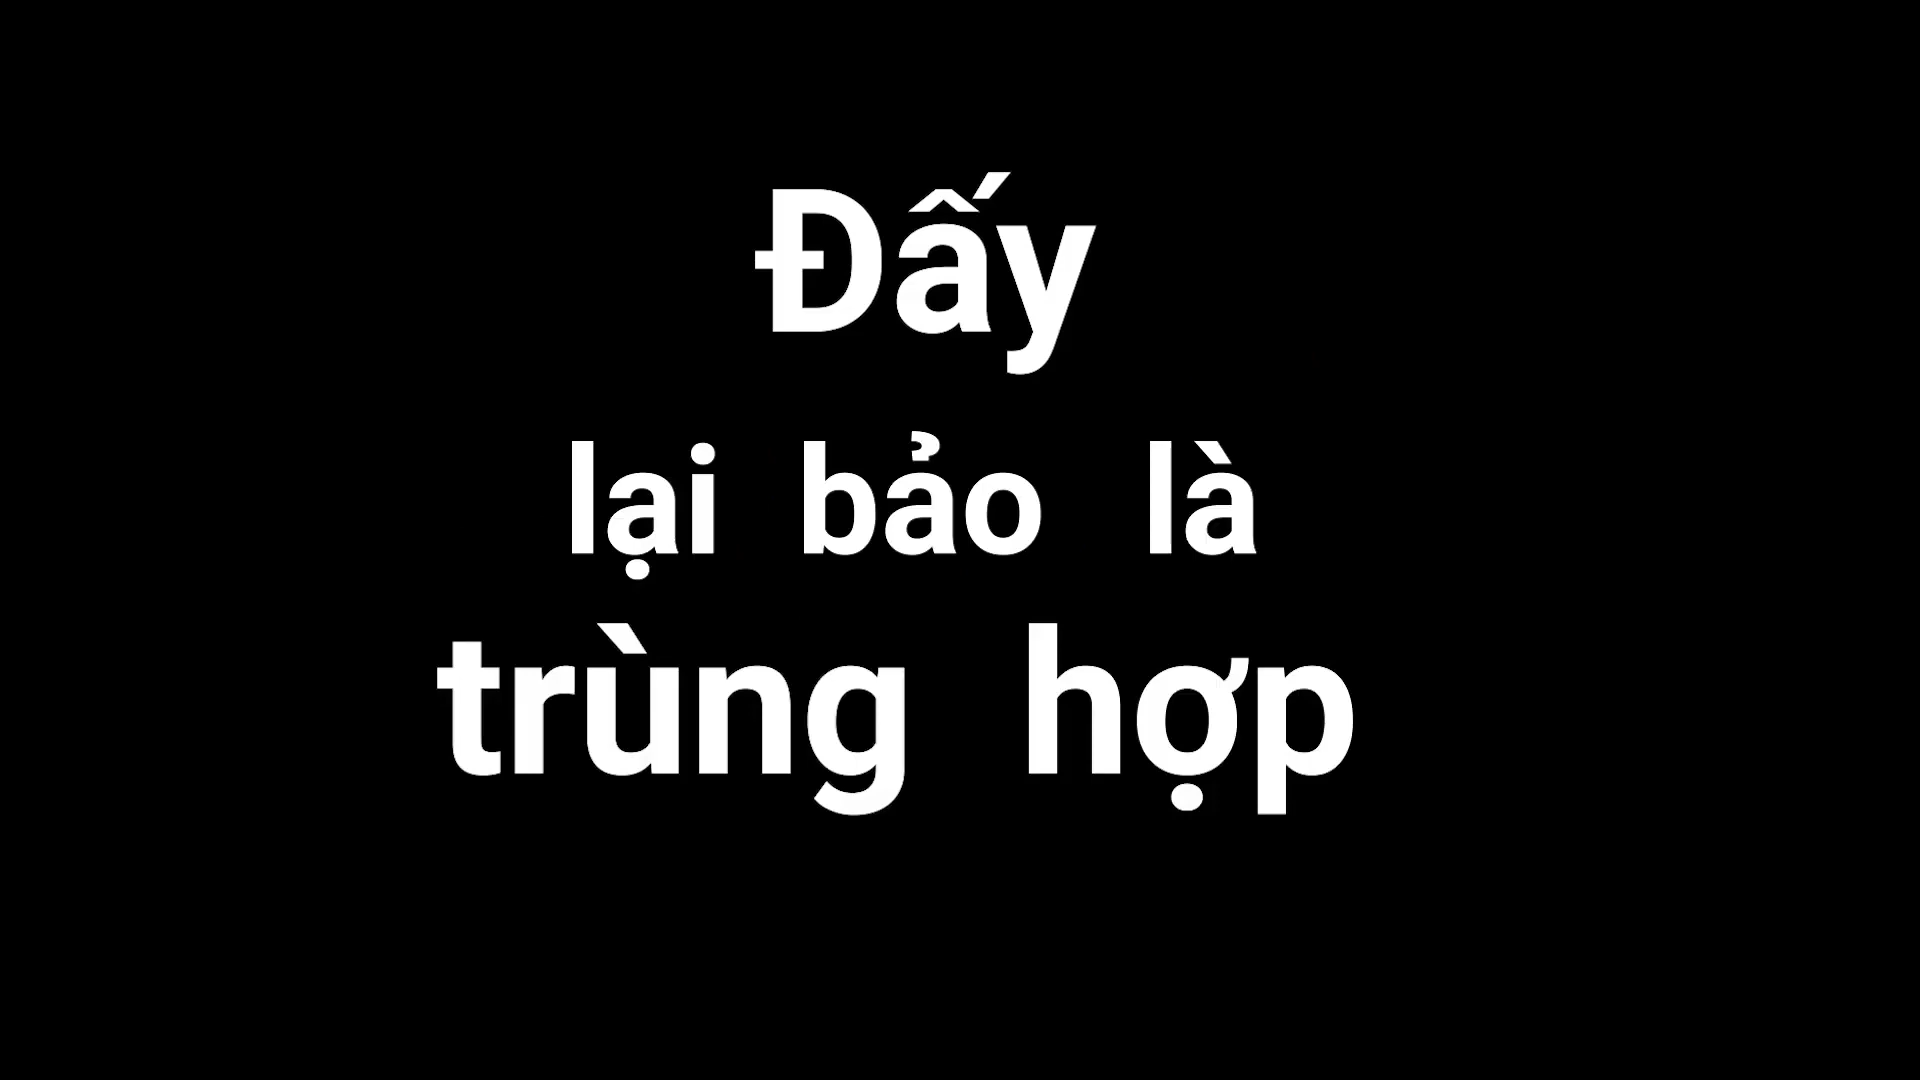 Đấy
lại bảo là
trùng hợp